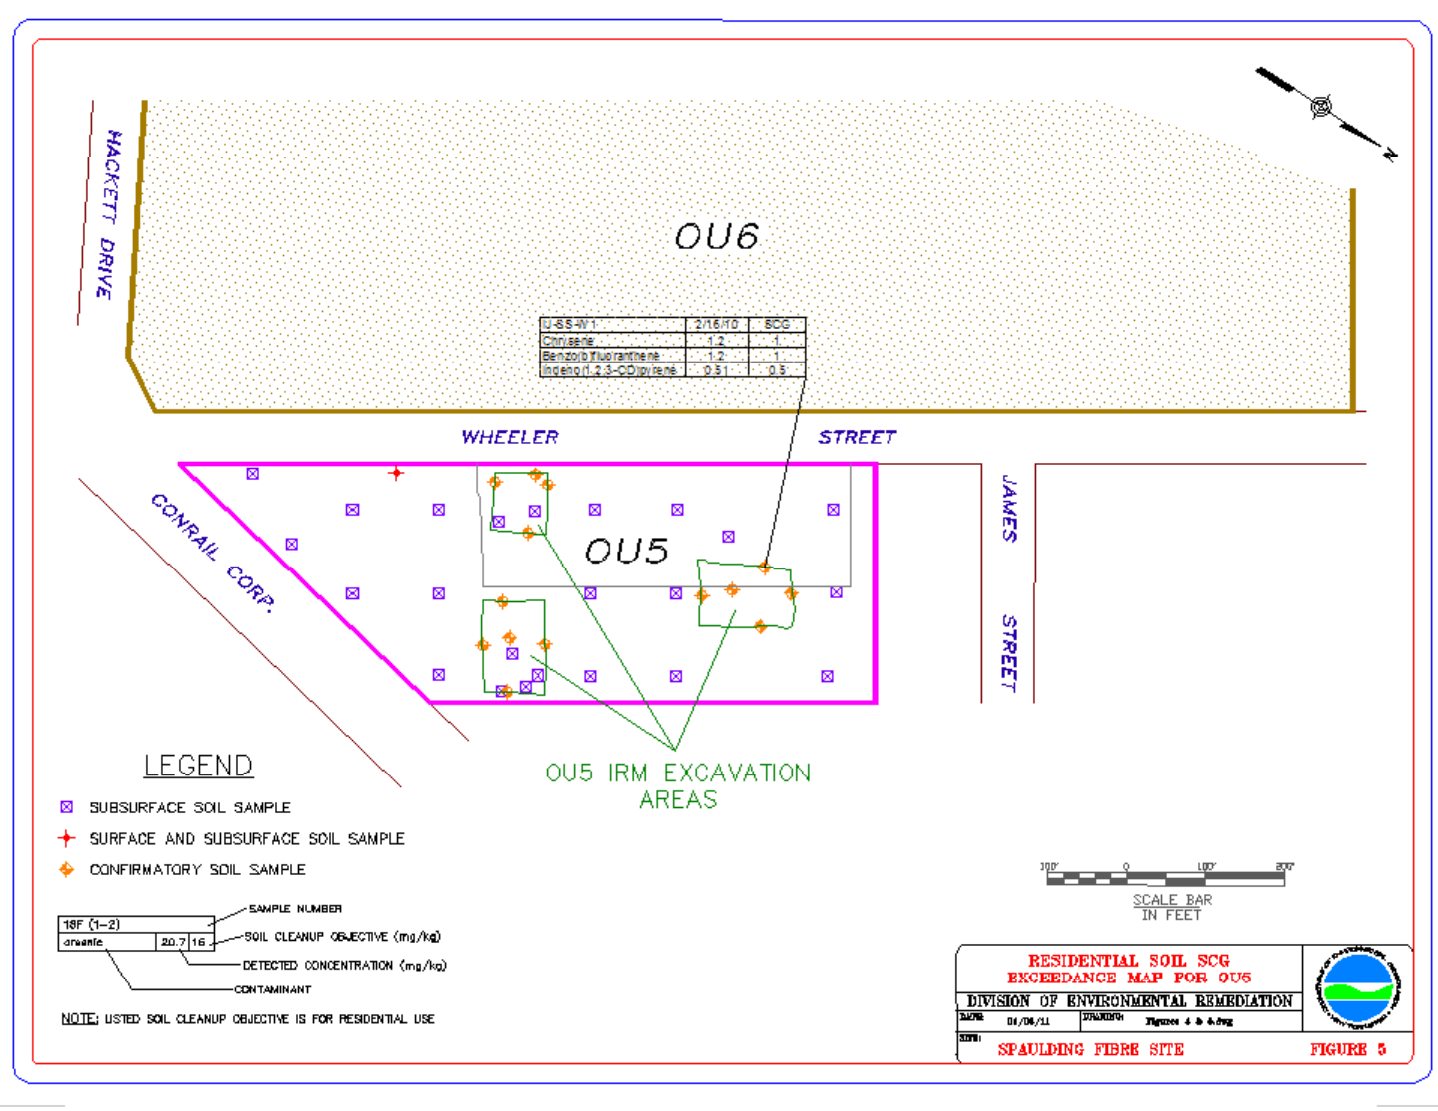 HACKETT DRIVE
N
OU6
IJ-SS-W1 2/16/10 SCG
Chrysene 1.2 1
Benzo(b)fluoranthene 1.2 1
Indeno(1,2,3-CD)pyrene 0.51 0.5
WHEELER STREET
CONRAIL CORP.
OU5
JAMES STREET
OU5 IRM EXCAVATION
AREAS
LEGEND
SUBSURFACE SOIL SAMPLE
SURFACE AND SUBSURFACE SOIL SAMPLE
CONFIRMATORY SOIL SAMPLE
SAMPLE NUMBER
18F (1-2)
arsenic 20.7 16
SOIL CLEANUP OBJECTIVE (mg/kg)
DETECTED CONCENTRATION (mg/kg)
CONTAMINANT
NOTE: LISTED SOIL CLEANUP OBJECTIVE IS FOR RESIDENTIAL USE
100' 0 100' 200'
SCALE BAR
IN FEET
RESIDENTIAL SOIL SCG
EXCEEDANCE MAP FOR OU5
DIVISION OF ENVIRONMENTAL REMEDIATION
DATE: DRAWING:
SITE:
SPAULDING FIBRE SITE FIGURE 5